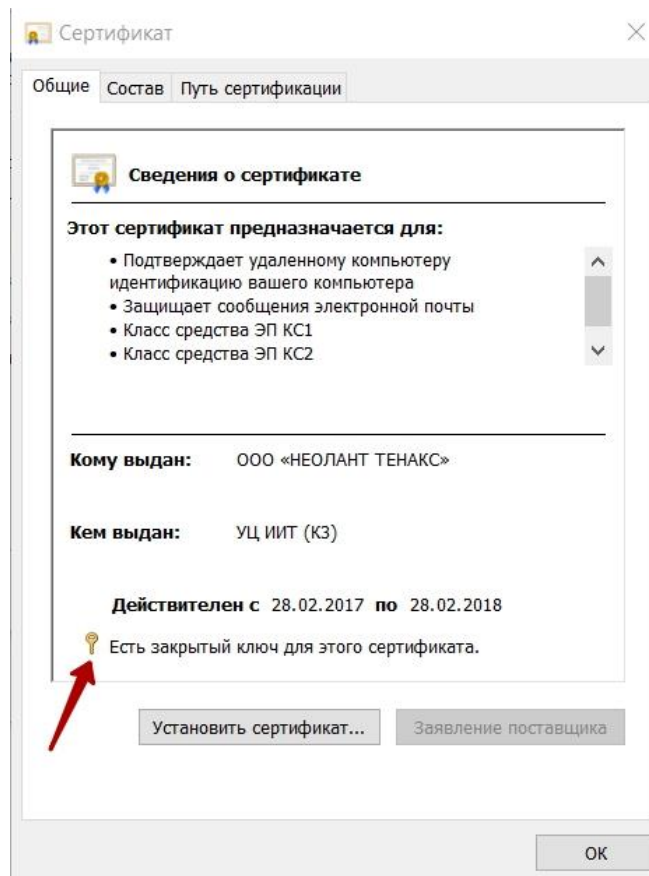 Сертификат
Общие Состав Путь сертификации
Сведения о сертификате
Этот сертификат предназначается для:
• Подтверждает удаленному компьютеру
идентификацию вашего компьютера
• Защищает сообщения электронной почты
• Класс средства ЭП КС1
• Класс средства ЭП КС2
Кому выдан: ООО «НЕОЛАНТ ТЕНАКС»
Кем выдан: УЦ ИИТ (К3)
Действителен с 28.02.2017 по 28.02.2018
Есть закрытый ключ для этого сертификата.
Установить сертификат... Заявление поставщика
ОК